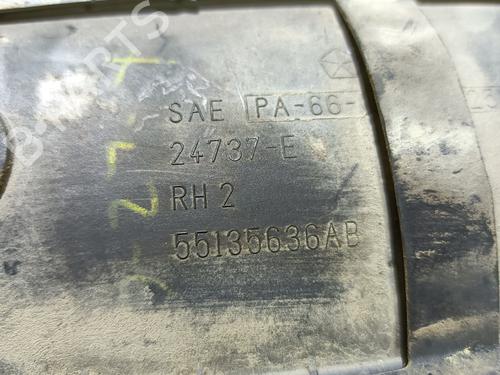 B-PARTS
SAE PA-66-
24737-E
RH 2
55135636AB